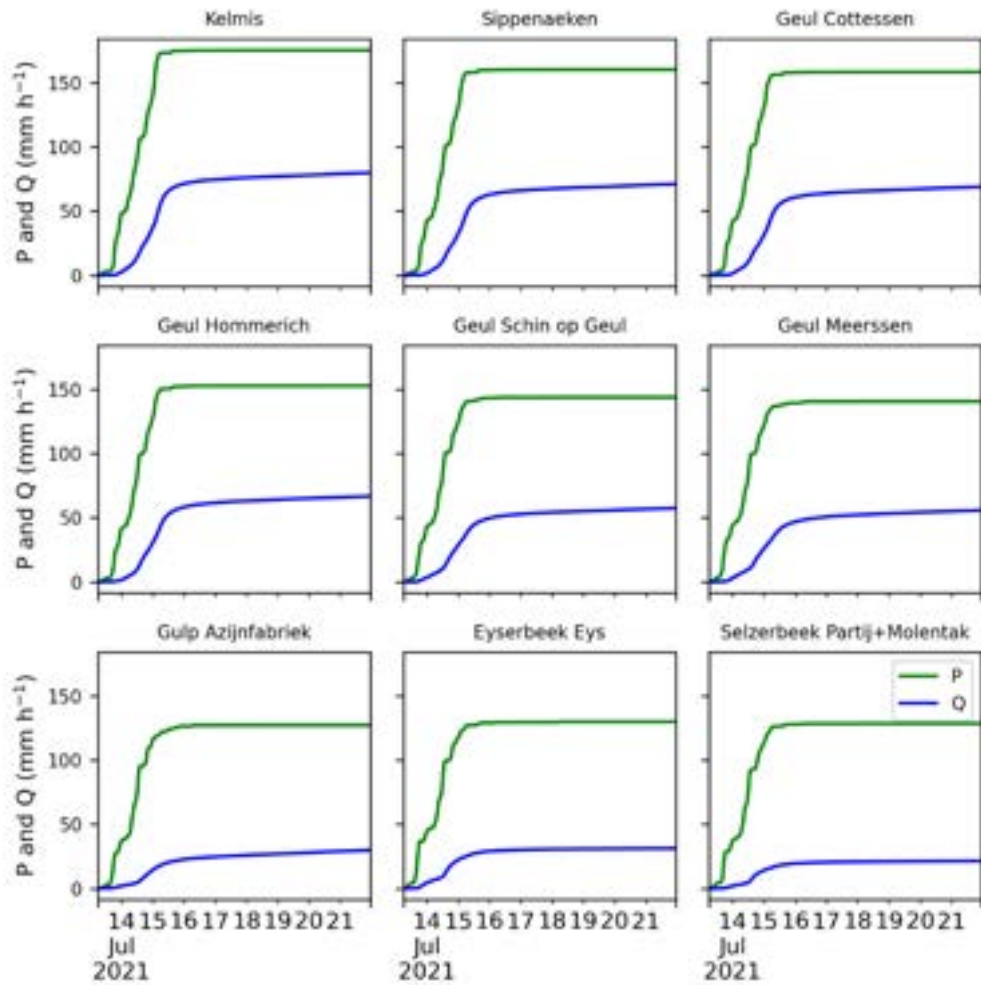 Kelmis Sippenaeken Geul Cottessen
P and Q (mm h⁻¹)
150
100
50
0
Geul Hommerich Geul Schin op Geul Geul Meerssen
P and Q (mm h⁻¹)
150
100
50
0
Gulp Azijnfabriek Eyserbeek Eys Selzerbeek Partij+Molentak
P and Q (mm h⁻¹)
150
100
50
0
P
Q
14 15 16 17 18 19 20 21 14 15 16 17 18 19 20 21 14 15 16 17 18 19 20 21
Jul Jul Jul
2021 2021 2021